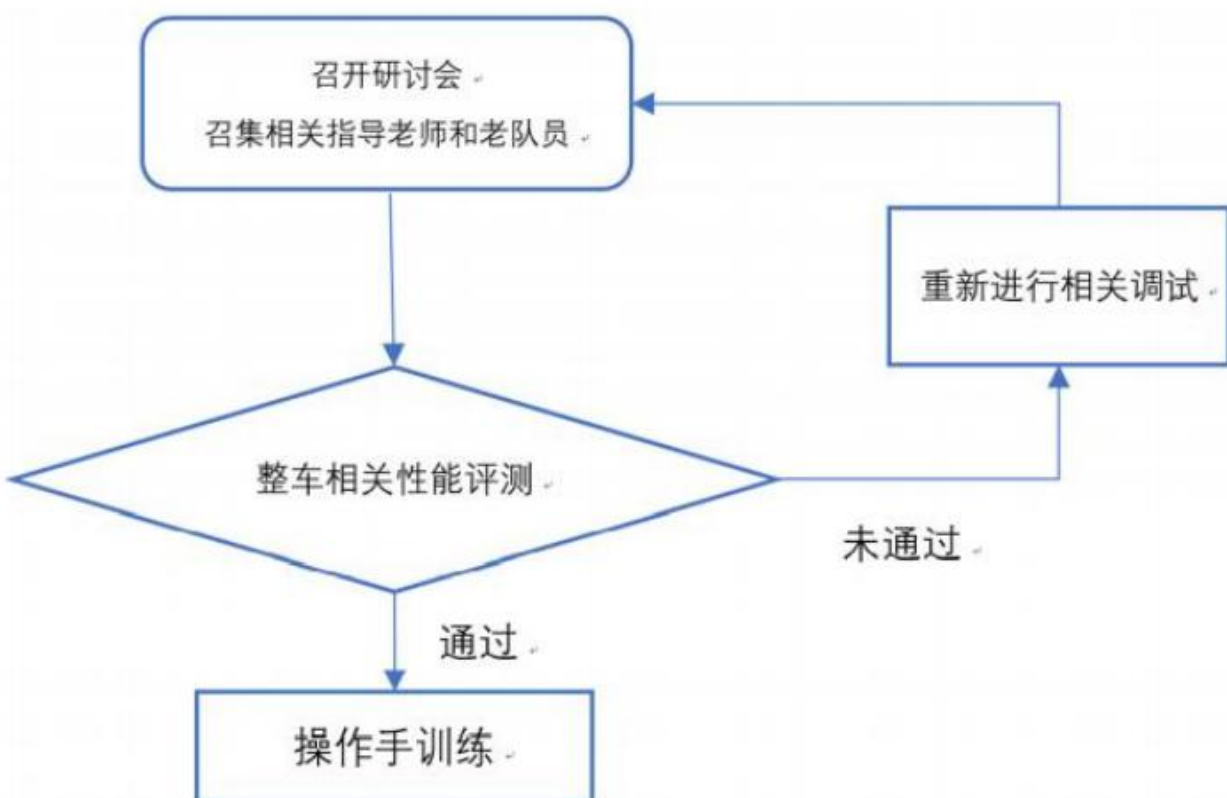 召开研讨会
召集相关指导老师和老队员
重新进行相关调试
整车相关性能评测
未通过
通过
操作手训练